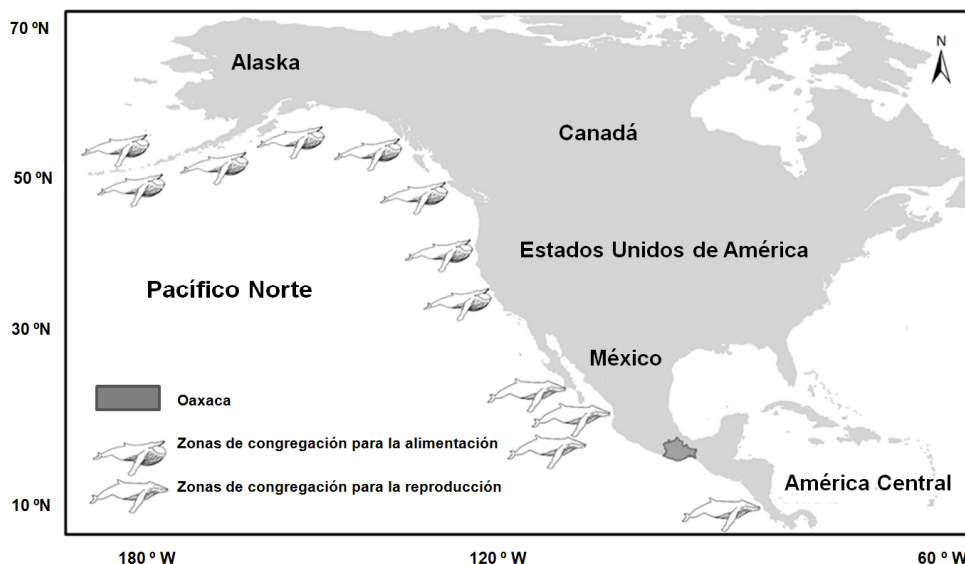 70 ºN
N
Alaska
Canadá
50 ºN
Estados Unidos de América
Pacífico Norte
30 ºN
México
Oaxaca
Zonas de congregación para la alimentación
Zonas de congregación para la reproducción
América Central
10 ºN
180 º W
120 º W
60 º W